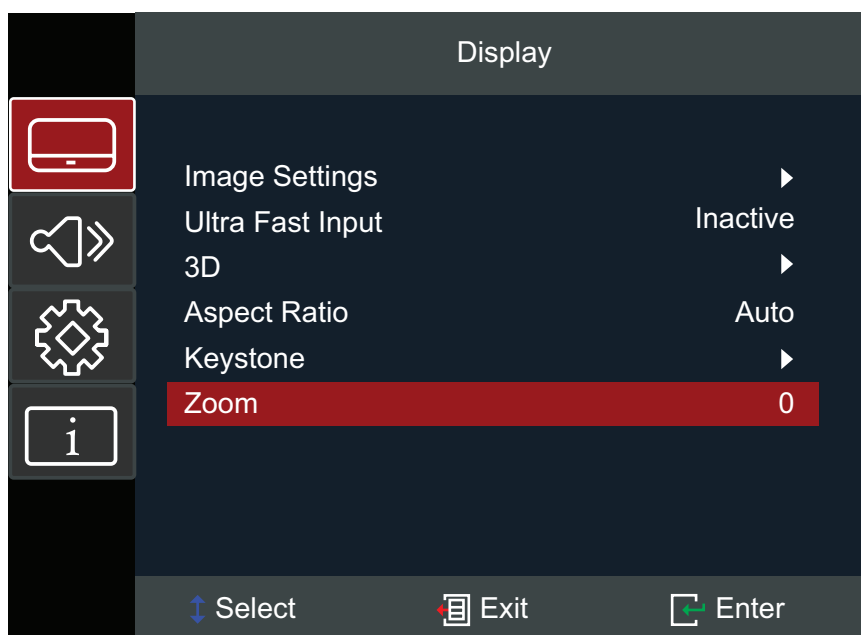 Display
Image Settings
Ultra Fast Input Inactive
3D
Aspect Ratio Auto
Keystone
Zoom 0
i
Select Exit Enter